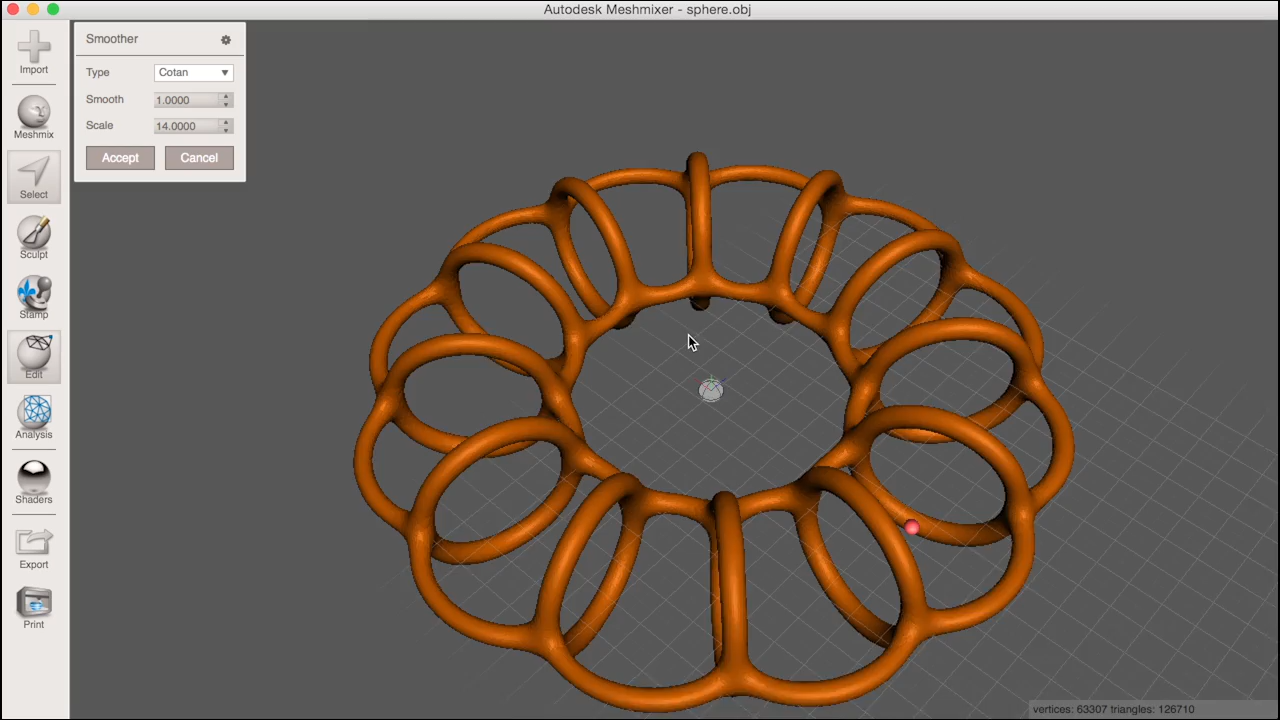 Autodesk Meshmixer - sphere.obj
Import
Meshmix
Select
Sculpt
Stamp
Edit
Analysis
Shaders
Export
Print
Smoother
Type Cotan
Smooth 1.0000
Scale 14.0000
Accept Cancel
vertices: 63307 triangles: 126710